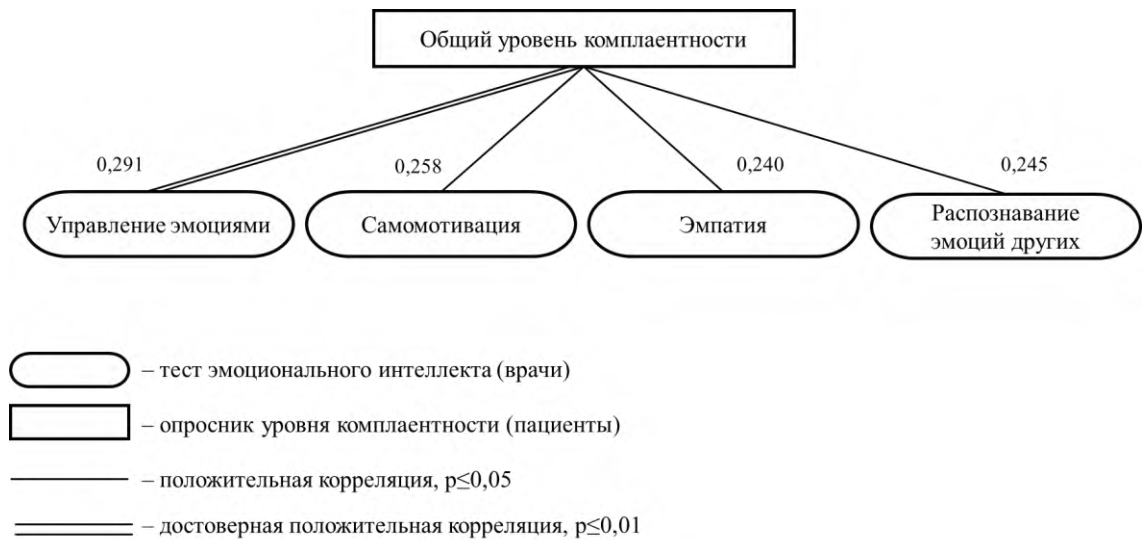 Общий уровень комплаентности
0,291
0,258
0,240
0,245
Управление эмоциями
Самомотивация
Эмпатия
Распознавание
эмоций других
– тест эмоционального интеллекта (врачи)
– опросник уровня комплаентности (пациенты)
– положительная корреляция, p≤0,05
– достоверная положительная корреляция, p≤0,01